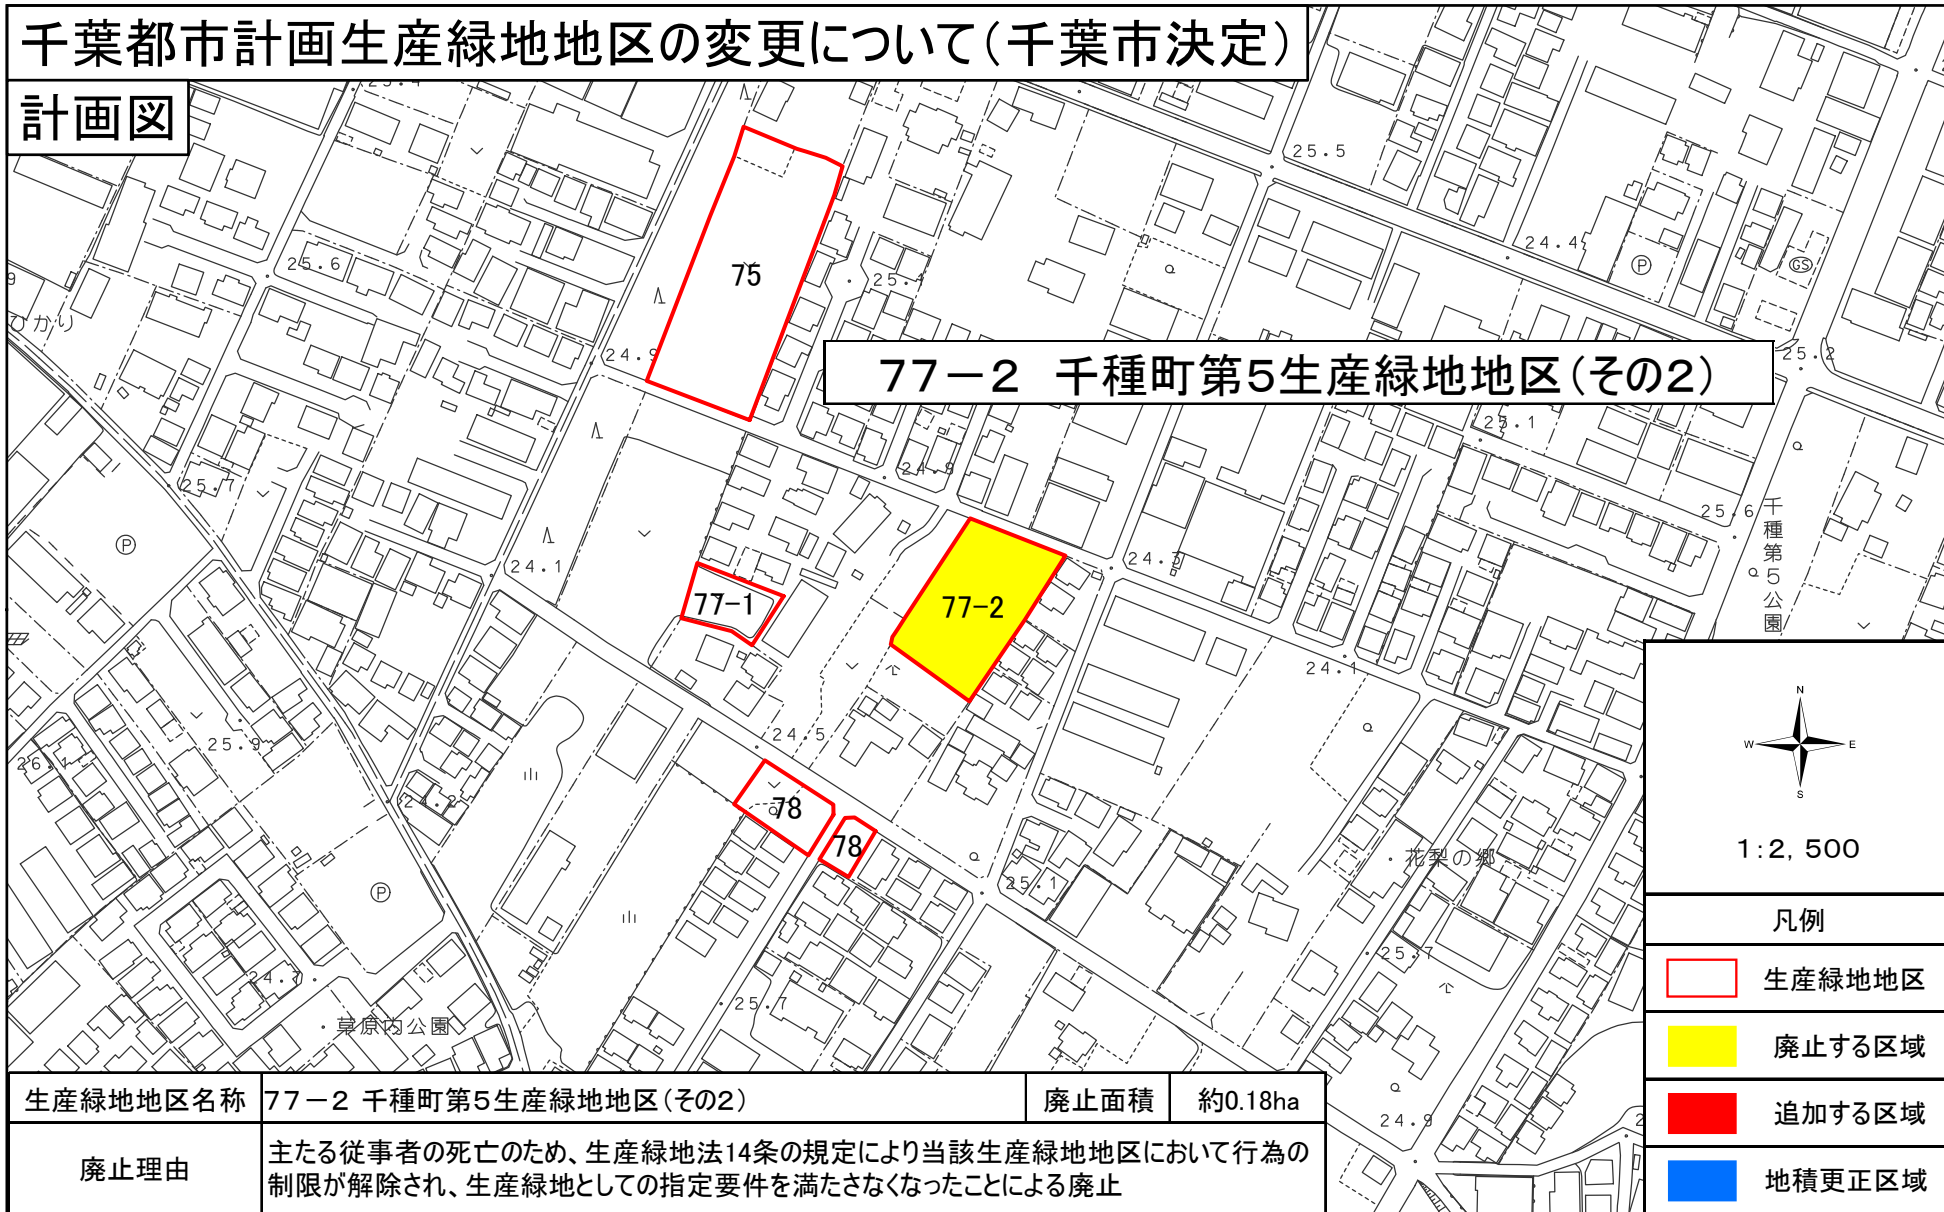 千葉都市計画生産緑地地区の変更について(千葉市決定)
計画図
25.4
25.5
24.4
25.6
75
25.4
P
GS
9
ひかり
24.9
77-2 千種町第5生産緑地地区(その2)
25.2
25.1
24.9
25.7
25.6
千種第5公園
P
24.1
24.3
77-1
77-2
24.1
24.5
25.9
26.1
24.2
78
78
25.1
花梨の郷
P
25.7
24.7
25.7
草原内公園
24.9
2
N
W
E
S
1:2,500
凡例
生産緑地地区
廃止する区域
追加する区域
地積更正区域
生産緑地地区名称
77-2 千種町第5生産緑地地区(その2)
廃止面積
約0.18ha
廃止理由
主たる従事者の死亡のため、生産緑地法14条の規定により当該生産緑地地区において行為の
制限が解除され、生産緑地としての指定要件を満たさなくなったことによる廃止